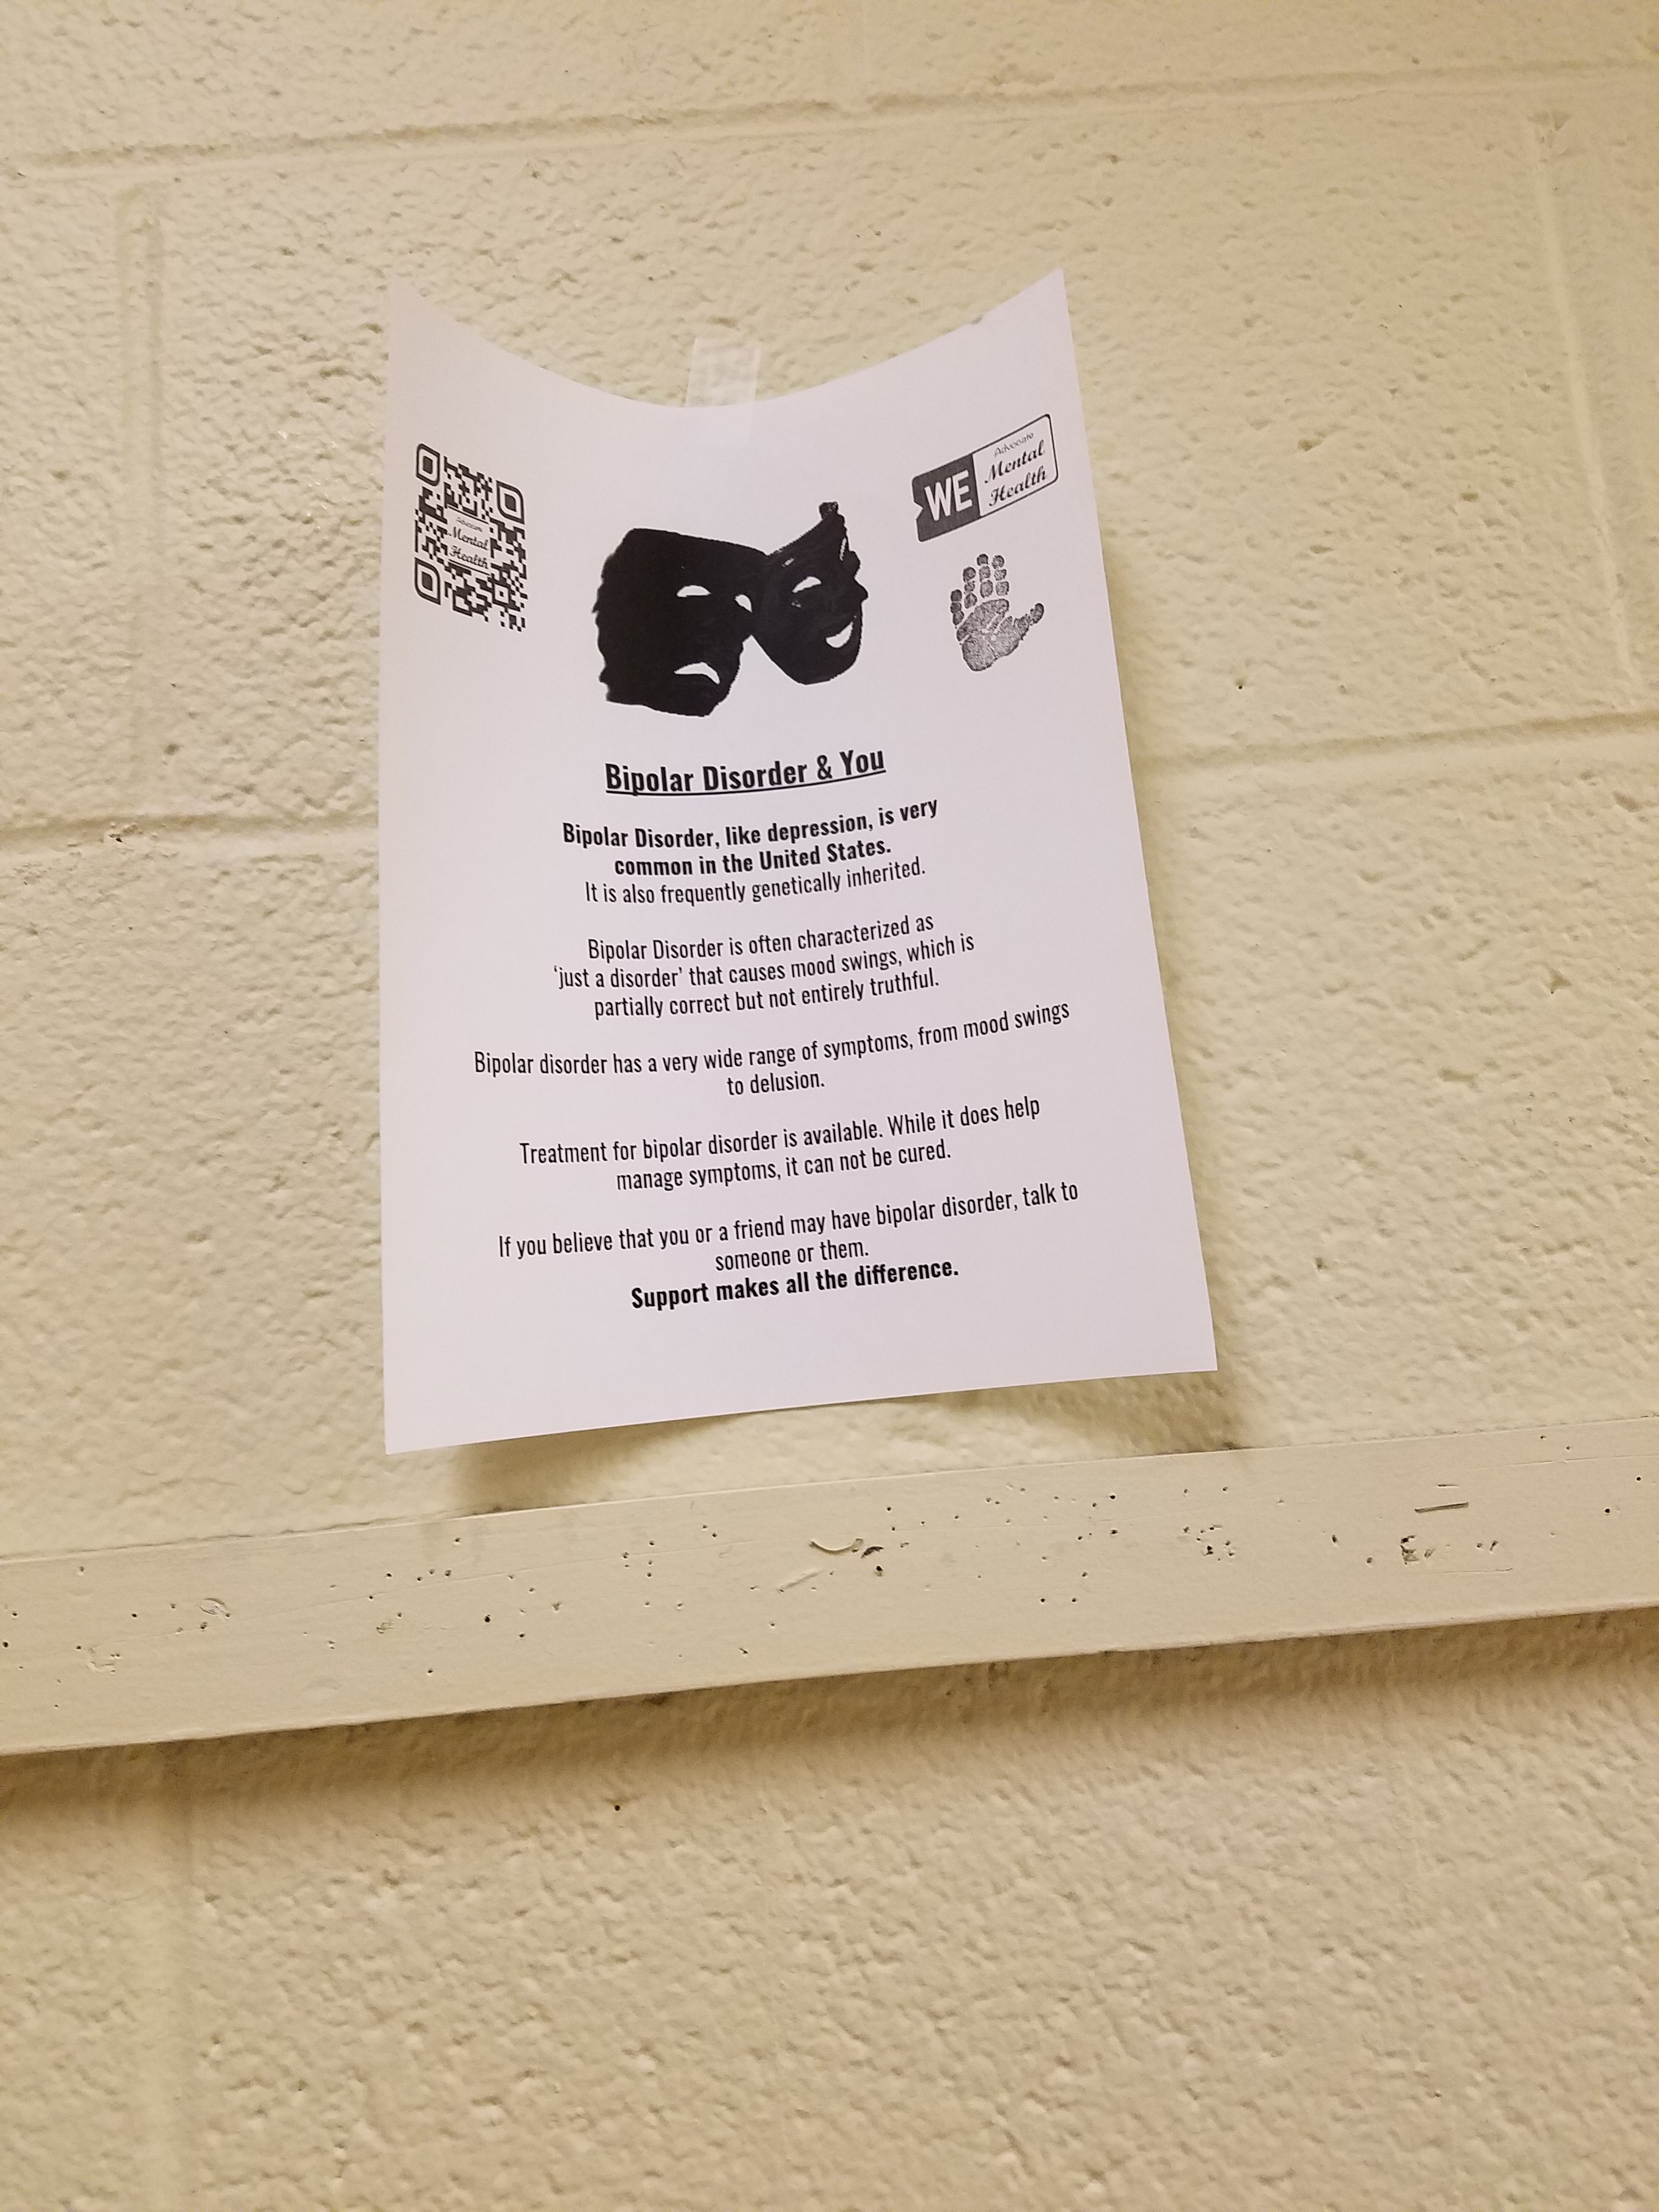 Advocate
Mental
Health
WE
Advocate
Mental
Health
Bipolar Disorder & You
Bipolar Disorder, like depression, is very
common in the United States.
It is also frequently genetically inherited.
Bipolar Disorder is often characterized as
'just a disorder' that causes mood swings, which is
partially correct but not entirely truthful.
Bipolar disorder has a very wide range of symptoms, from mood swings
to delusion.
Treatment for bipolar disorder is available. While it does help
manage symptoms, it can not be cured.
If you believe that you or a friend may have bipolar disorder, talk to
someone or them.
Support makes all the difference.